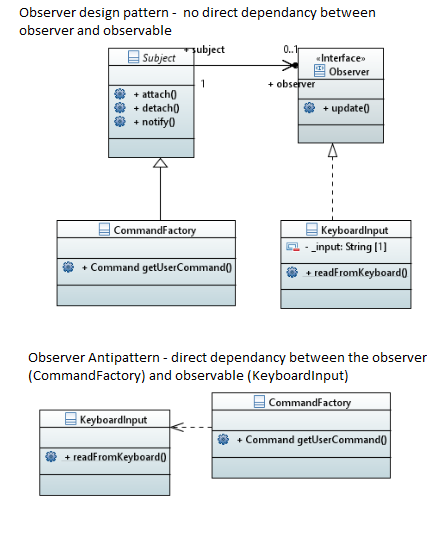 Observer design pattern - no direct dependancy between
observer and observable
Subject
+ subject
0..1
1
+ observer
«Interface»
Observer
+ attach()
+ detach()
+ notify()
+ update()
CommandFactory
+ Command getUserCommand()
KeyboardInput
- _input: String [1]
+ readFromKeyboard()
Observer Antipattern - direct dependancy between the observer
(CommandFactory) and observable (KeyboardInput)
KeyboardInput
+ readFromKeyboard()
CommandFactory
+ Command getUserCommand()